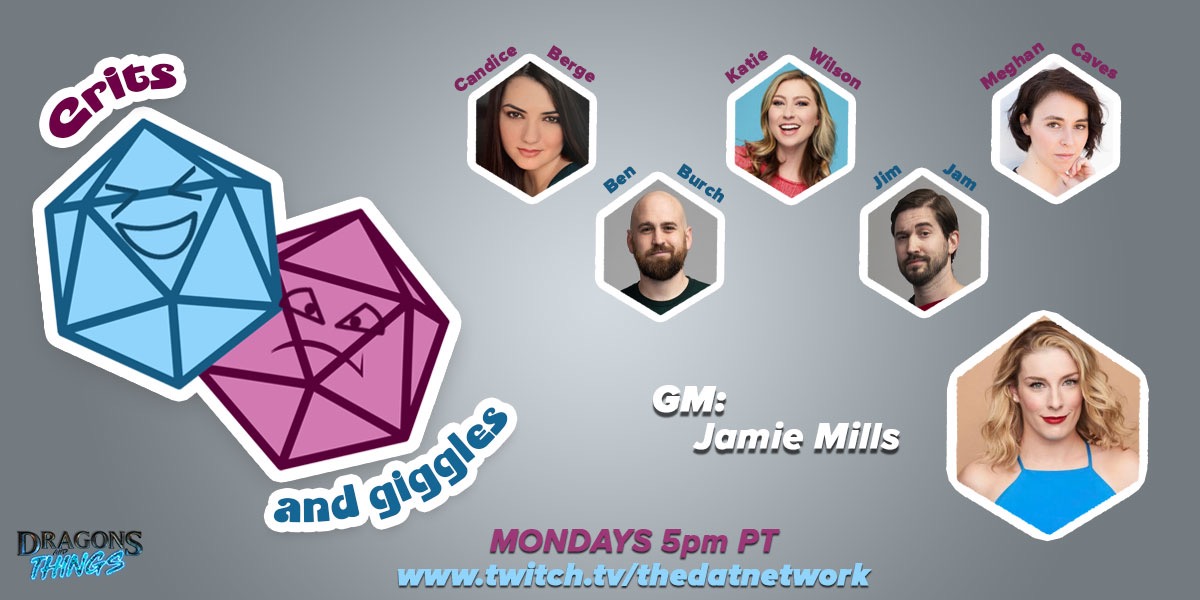 Crits
and giggles
Candice Berge
Katie Wilson
Meghan Caves
Ben Burch
Jim Jam
GM:
Jamie Mills
DRAGONS
AND
THINGS
MONDAYS 5pm PT
www.twitch.tv/thedatnetwork